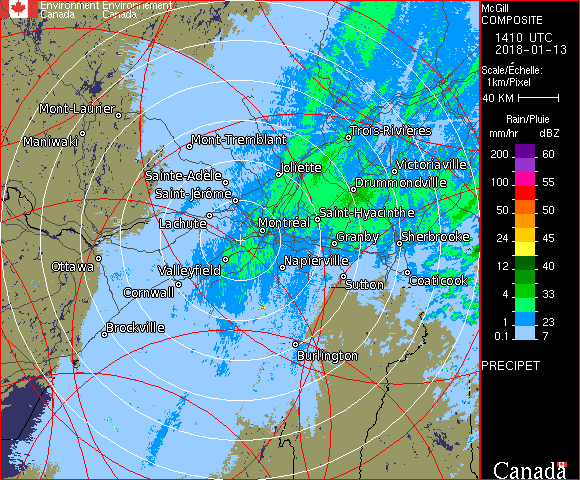 Environment Environnement
Canada Canada
McGill
COMPOSITE
1410 UTC
2018-01-13
Scale/Échelle:
1km/Pixel
40 KM
Rain/Pluie
mm/hr dBZ
200 60
100 55
50 50
24 45
12 40
4 33
1 23
0.1 7
PRECIPET
Canada
Mont-Laurier
Maniwaki
Mont-Tremblant
Trois-Rivières
Joliette
Victoriaville
Sainte-Adèle
Drummondville
Saint-Jérôme
Lachute
Saint-Hyacinthe
Montréal
Granby
Sherbrooke
Ottawa
Valleyfield
Napierville
Coaticook
Cornwall
Sutton
Brockville
Burlington